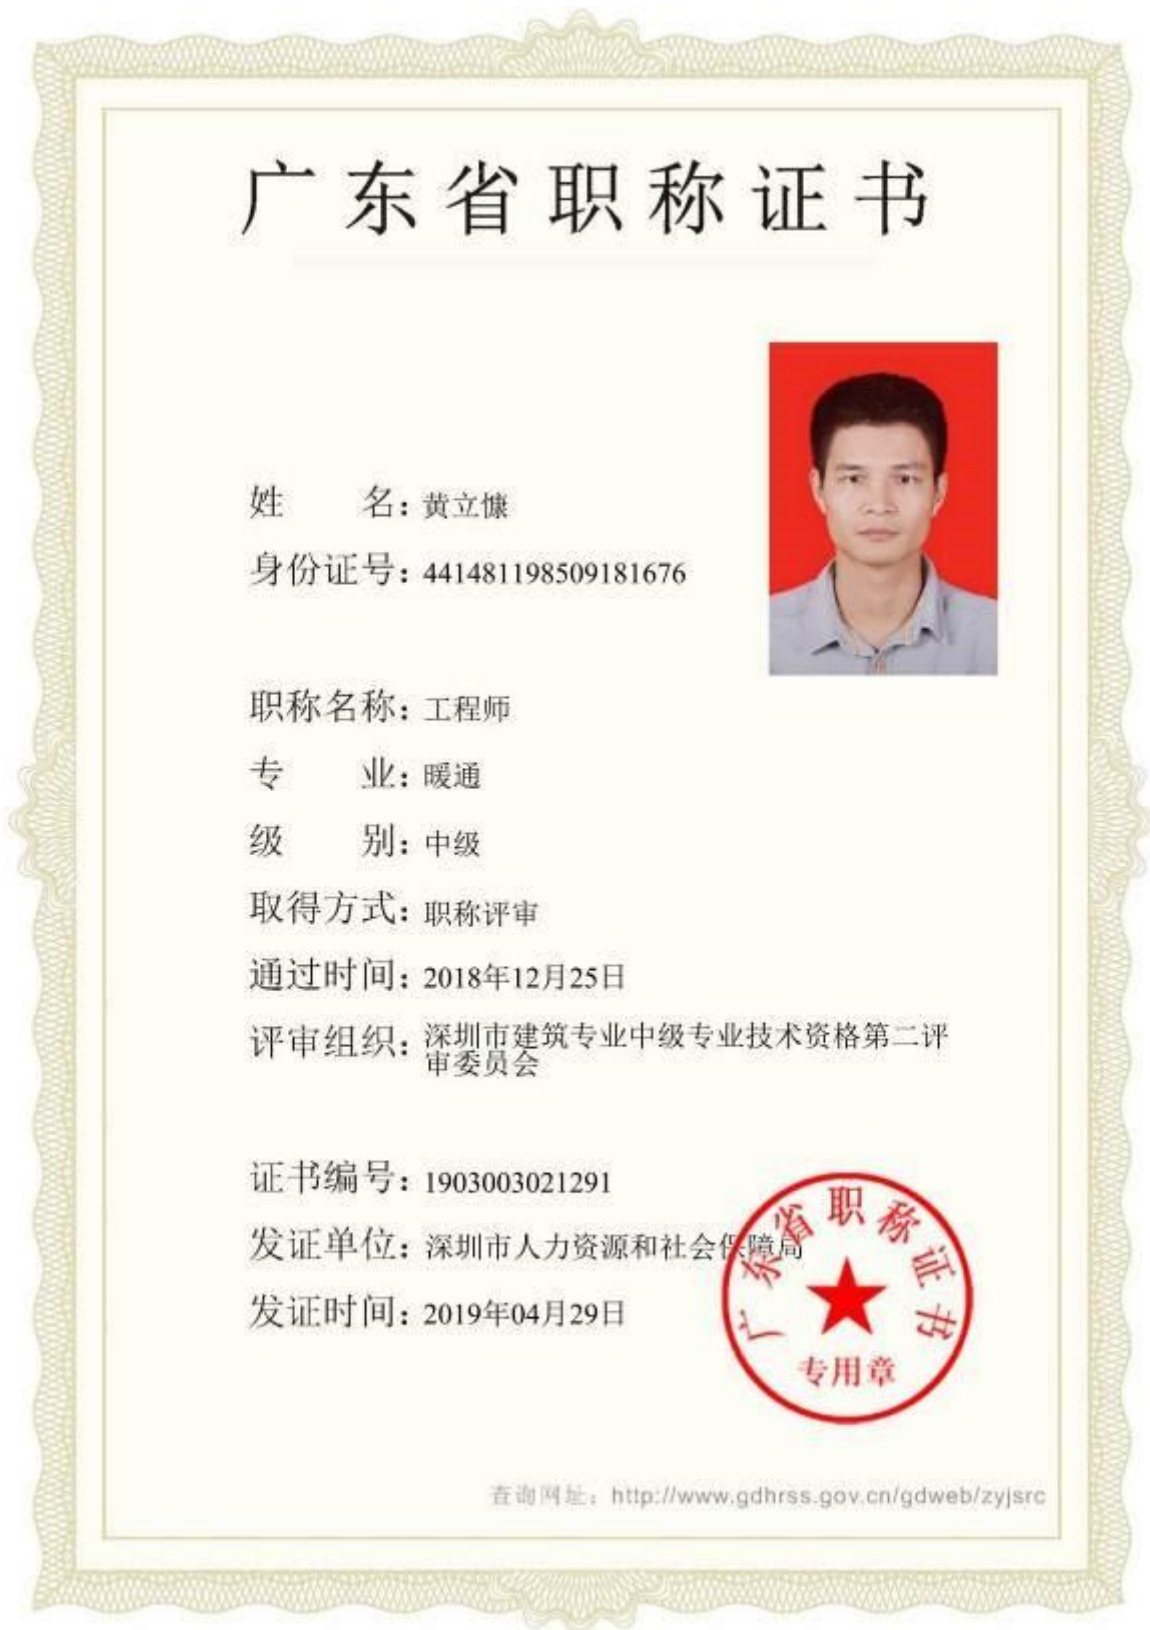 广东省职称证书
姓 名：黄立慷
身份证号：441481198509181676
职称名称：工程师
专 业：暖通
级 别：中级
取得方式：职称评审
通过时间：2018年12月25日
评审组织：深圳市建筑专业中级专业技术资格第二评
审委员会
证书编号：1903003021291
发证单位：深圳市人力资源和社会保障局
发证时间：2019年04月29日
广东省职称证书
专用章
查询网址：http://www.gdhrss.gov.cn/gdweb/zyjsrc